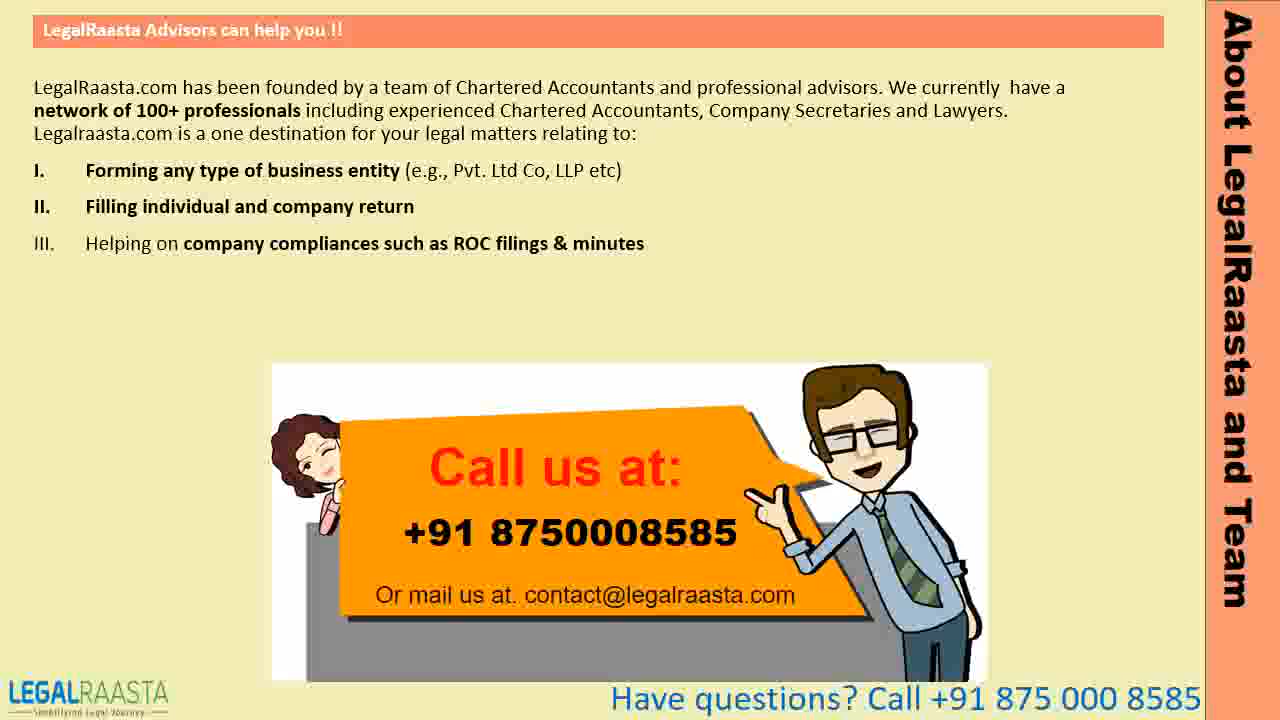 LegalRaasta Advisors can help you !!
LegalRaasta.com has been founded by a team of Chartered Accountants and professional advisors. We currently have a
network of 100+ professionals including experienced Chartered Accountants, Company Secretaries and Lawyers.
Legalraasta.com is a one destination for your legal matters relating to:
I. Forming any type of business entity (e.g., Pvt. Ltd Co, LLP etc)
II. Filling individual and company return
III. Helping on company compliances such as ROC filings & minutes
Call us at:
+91 8750008585
Or mail us at. contact@legalraasta.com
LEGALRAASTA
Simplifying Legal Journey
Have questions? Call +91 875 000 8585
About LegalRaasta and Team